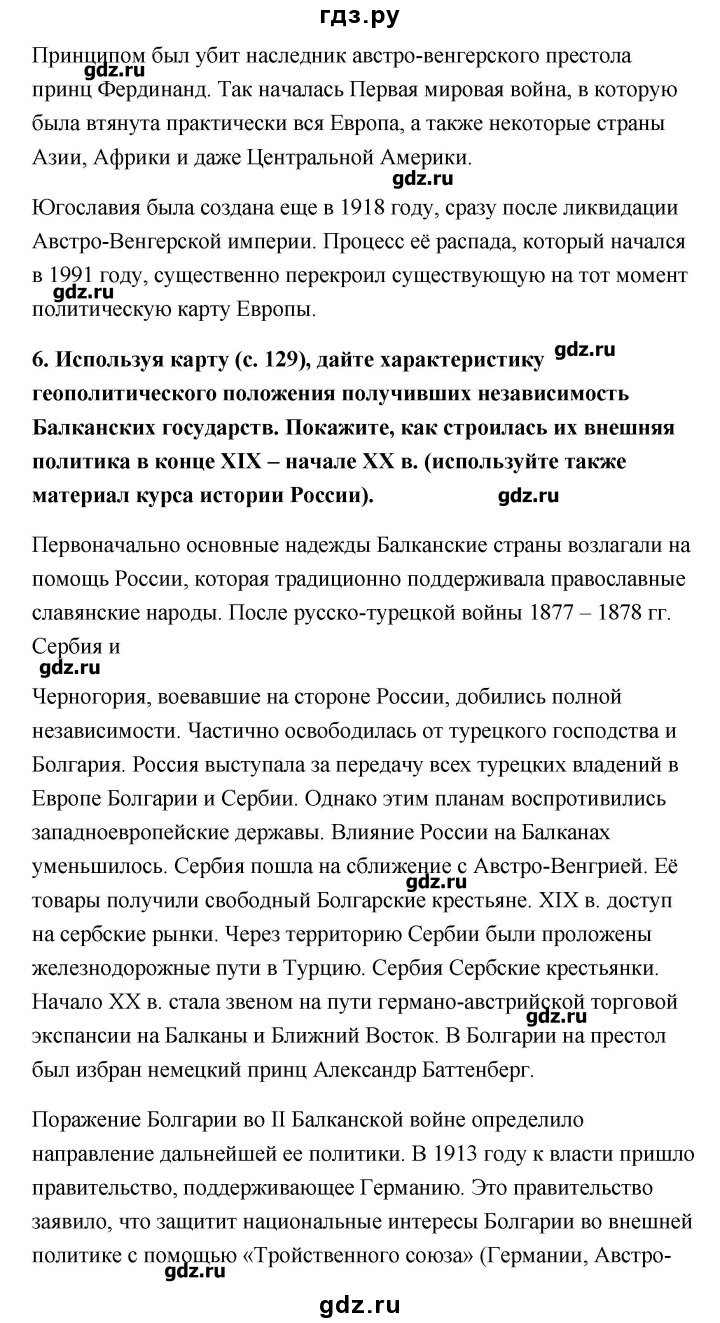 гдз.ру
Принципом был убит наследник австро-венгерского престола
gdz.ru
принц Фердинанд. Так началась Первая мировая война, в которую
была втянута практически вся Европа, а также некоторые страны
Азии, Африки и даже Центральной Америки.
gdz.ru
Югославия была создана еще в 1918 году, сразу после ликвидации
Австро-Венгерской империи. Процесс её распада, который начался
в 1991 году, существенно перекроил существующую на тот момент
gdz.ru
политическую карту Европы.
6. Используя карту (с. 129), дайте характеристику gdz.ru
геополитического положения получивших независимость
Балканских государств. Покажите, как строилась их внешняя
политика в конце XIX – начале XX в. (используйте также
материал курса истории России). gdz.ru
Первоначально основные надежды Балканские страны возлагали на
помощь России, которая традиционно поддерживала православные
славянские народы. После русско-турецкой войны 1877 – 1878 гг.
Сербия и
gdz.ru
Черногория, воевавшие на стороне России, добились полной
независимости. Частично освободилась от турецкого господства и
Болгария. Россия выступала за передачу всех турецких владений в
Европе Болгарии и Сербии. Однако этим планам воспротивились
западноевропейские державы. Влияние России на Балканах
уменьшилось. Сербия пошла на сближение с Австро-Венгрией. Её
gdz.ru
товары получили свободный Болгарские крестьяне. XIX в. доступ
на сербские рынки. Через территорию Сербии были проложены
железнодорожные пути в Турцию. Сербия Сербские крестьянки.
Начало XX в. стала звеном на пути германо-австрийской торговой
gdz.ru
экспансии на Балканы и Ближний Восток. В Болгарии на престол
был избран немецкий принц Александр Баттенберг.
Поражение Болгарии во II Балканской войне определило
направление дальнейшей ее политики. В 1913 году к власти пришло
правительство, поддерживающее Германию. Это правительство
заявило, что защитит национальные интересы Болгарии во внешней
политике с помощью «Тройственного союза» (Германии, Австро-
gdz.ru
gdz.ru